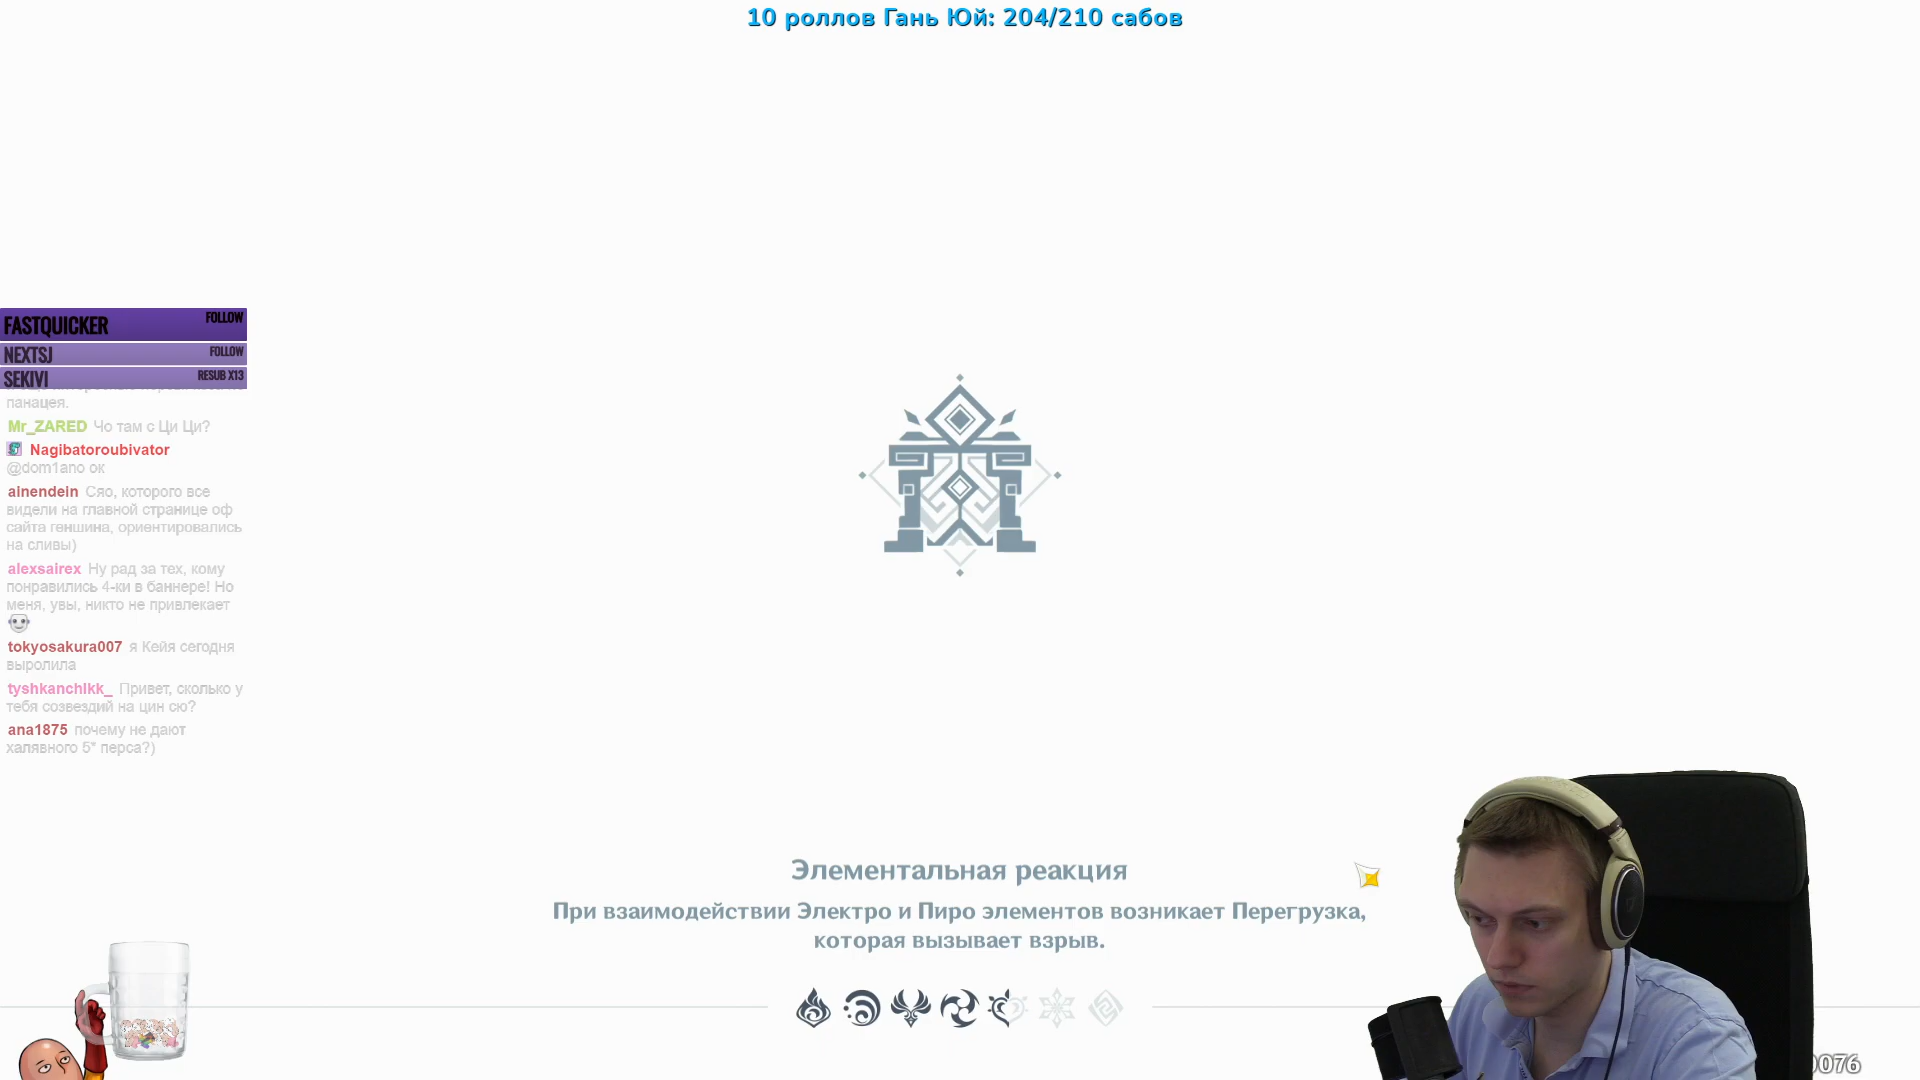 10 роллов Гань Юй: 204/210 сабов
FASTQUICKER FOLLOW
NEXTSJ FOLLOW
SEKIVI RESUB X13
панацея.
Mr_ZARED Чо там с Ци Ци?
Nagibatoroubivator
@dom1ano ок
ainendein Сяо, которого все
видели на главной странице оф
сайта геншина, ориентировались
на сливы)
alexsairex Ну рад за тех, кому
понравились 4-ки в баннере! Но
меня, увы, никто не привлекает
tokyosakura007 я Кейя сегодня
выролила
tyshkanchikk_ Привет, сколько у
тебя созвездий на цин сю?
ana1875 почему не дают
халявного 5* перса?)
Элементальная реакция
При взаимодействии Электро и Пиро элементов возникает Перегрузка,
которая вызывает взрыв.
0076